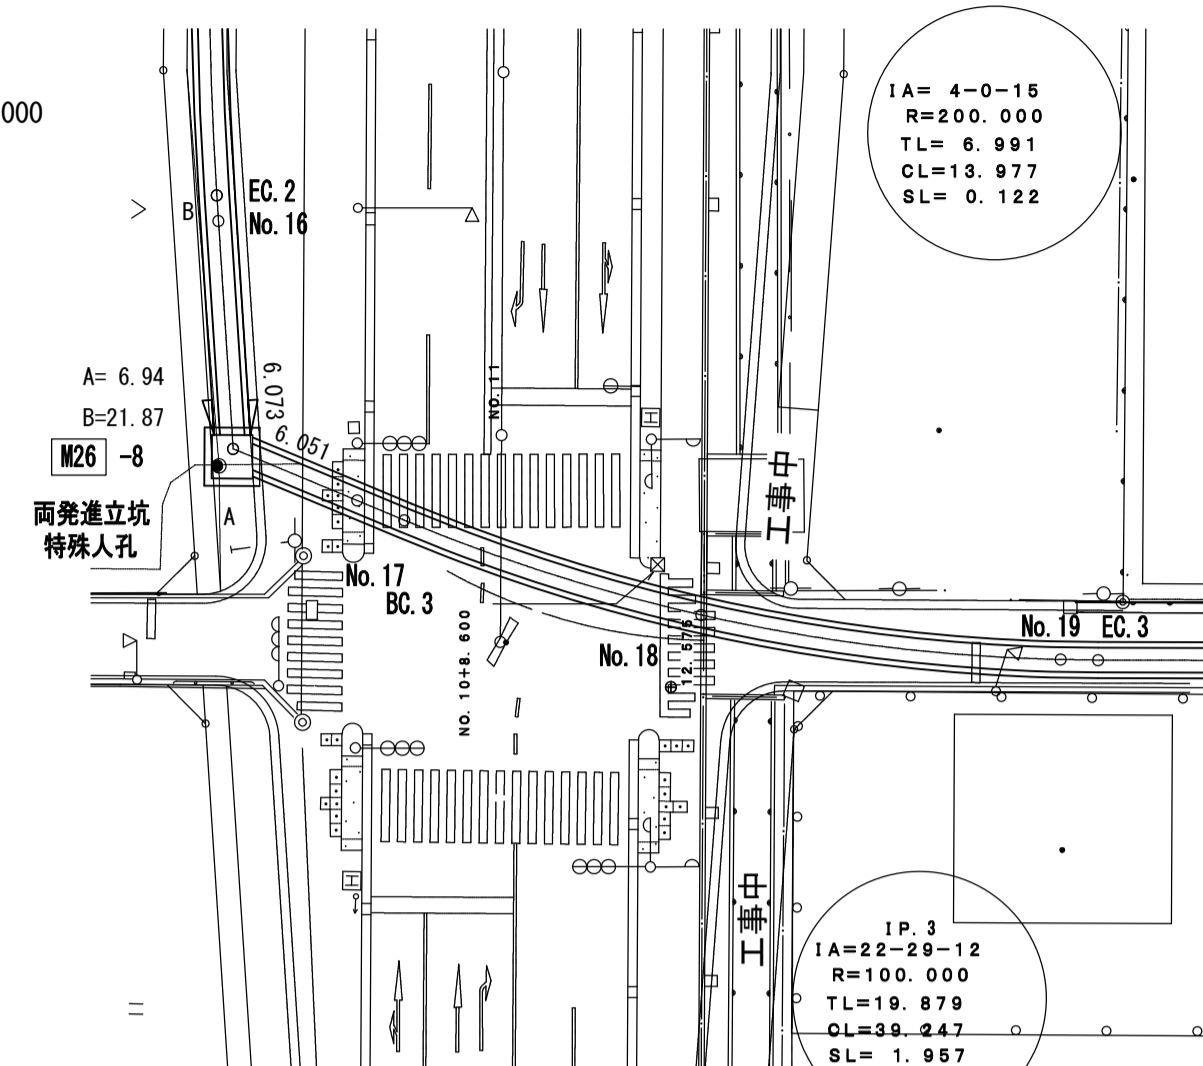 000
IA= 4-0-15
R=200. 000
TL= 6. 991
CL=13. 977
SL= 0. 122
EC. 2
No. 16
B
A= 6. 94
B=21. 87
M26 -8
両発進立坑
特殊人孔
A
6. 073
6. 051
NO. 11
H
工事中
No. 17
BC. 3
NO. 10+8. 600
No. 18
12. 575
No. 19 EC. 3
H
工事中
IP. 3
IA=22-29-12
R=100. 000
TL=19. 879
CL=39. 247
SL= 1. 957